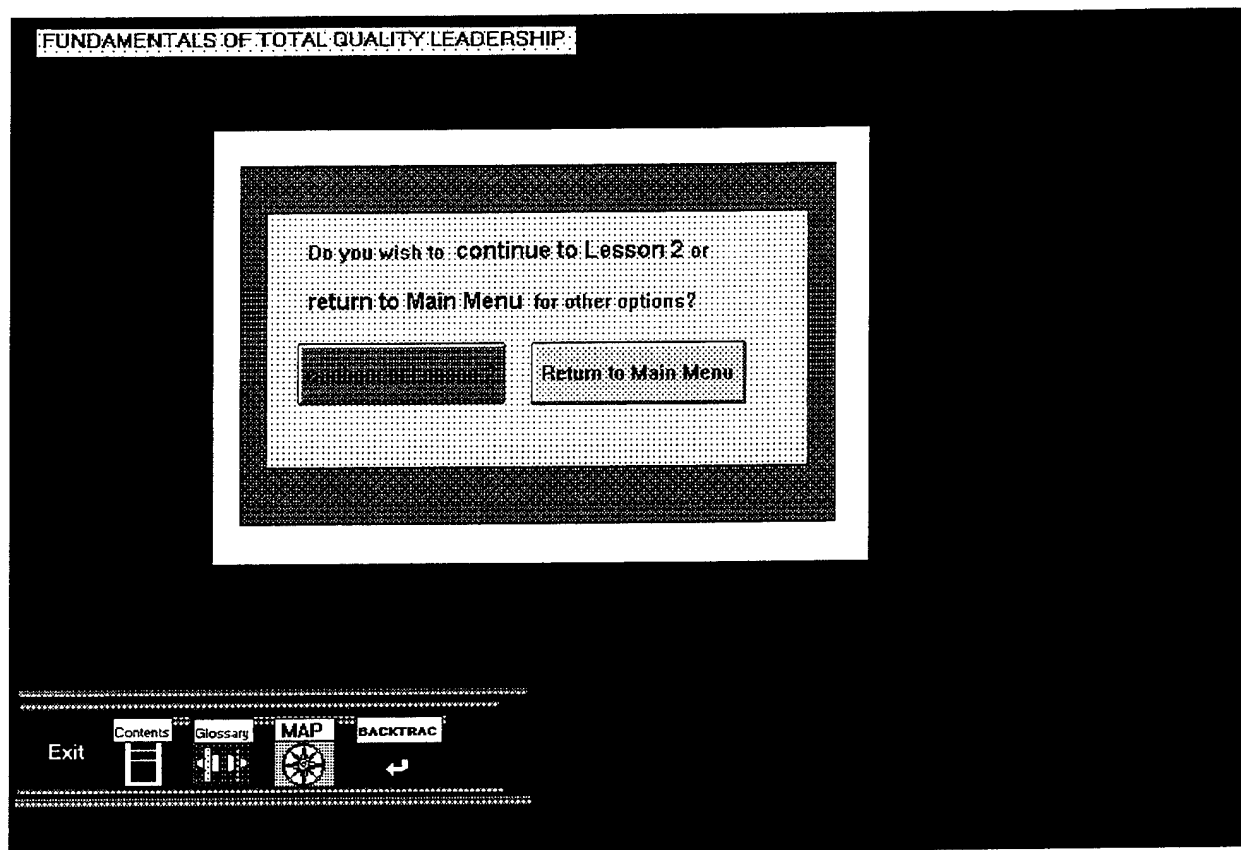 FUNDAMENTALS OF TOTAL QUALITY LEADERSHIP
Do you wish to continue to Lesson 2 or
return to Main Menu for other options?
Return to Main Menu
Exit
Contents
Glossary
MAP
BACKTRAC